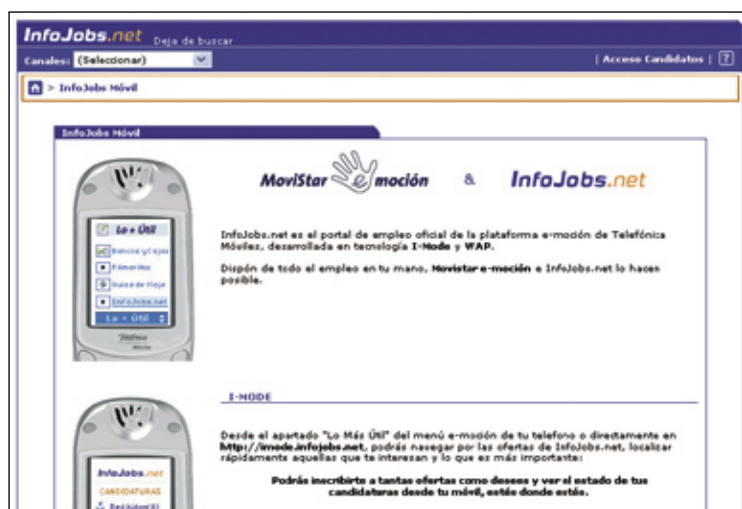 InfoJobs.net Deja de buscar
Canales: (Seleccionar)
| Acceso Candidatos | ?
> InfoJobs Móvil
InfoJobs Móvil
MoviStar e moción & InfoJobs.net
Lo + Útil
Bancos y Cajas
Guías de Viaje
InfoJobs.net
Lo + Útil
Telefónica
Móviles
InfoJobs.net es el portal de empleo oficial de la plataforma e-moción de Telefónica
Móviles, desarrollada en tecnología I-Mode y WAP.
Dispón de todo el empleo en tu mano, Movistar e-moción e InfoJobs.net lo hacen
posible.
I-MODE
InfoJobs.net
CANDIDATURAS
Desde el apartado "Lo Más Útil" del menú e-moción de tu telefono o directamente en
http://imode.infojobs.net, podrás navegar por las ofertas de InfoJobs.net, localizar
rápidamente aquellas que te interesan y lo que es más importante:
Podrás inscribirte a tantas ofertas como desees y ver el estado de tus
candidaturas desde tu móvil, estés donde estés.